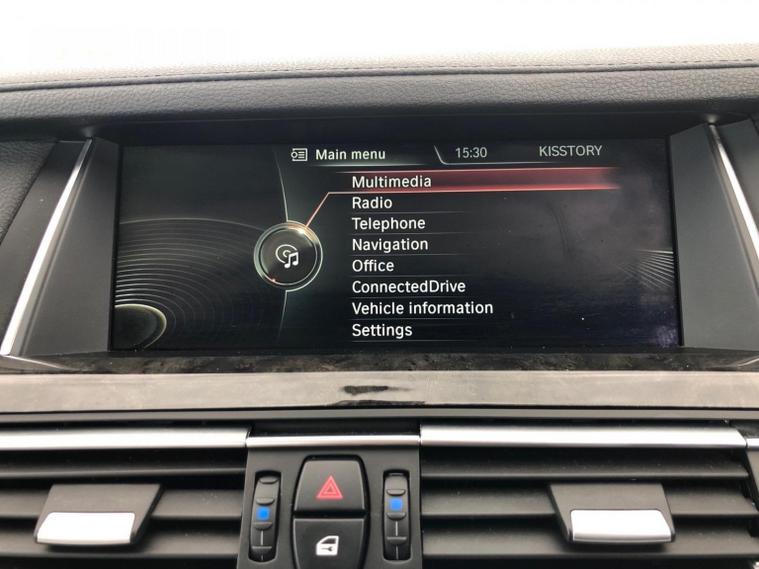 Main menu 15:30 KISSTORY
Multimedia
Radio
Telephone
Navigation
Office
ConnectedDrive
Vehicle information
Settings